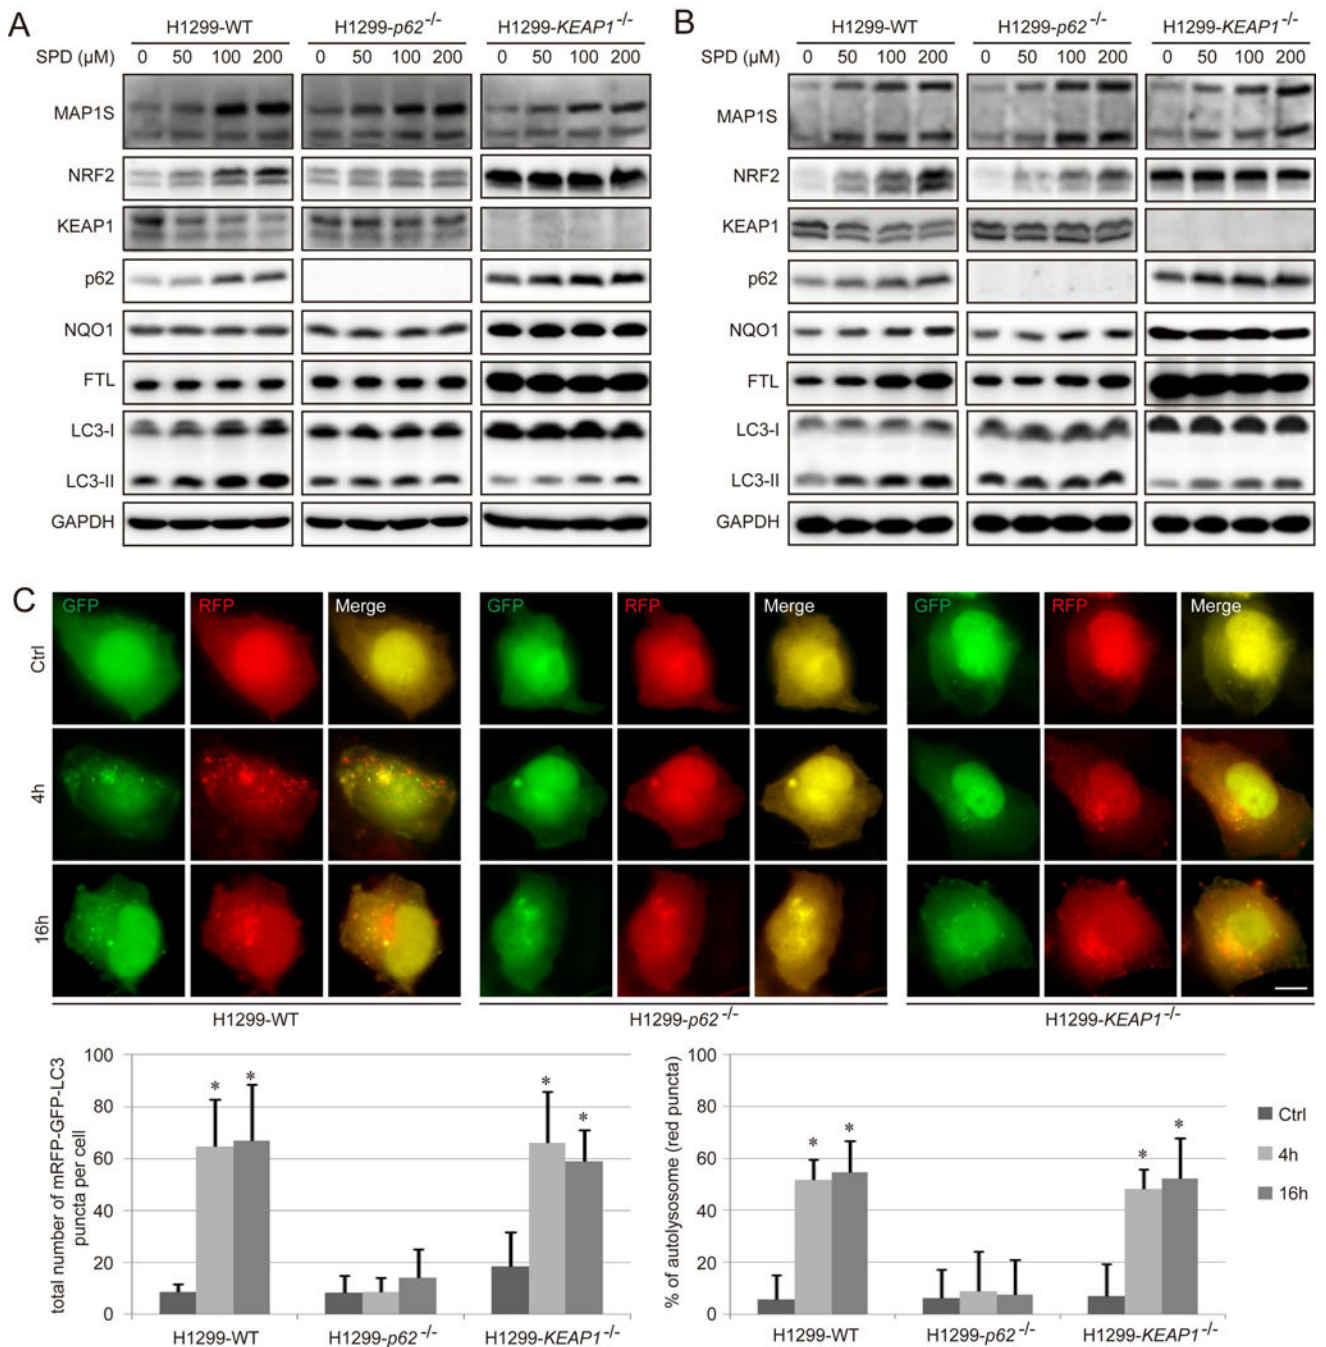 A
H1299-WT H1299-p62-/- H1299-KEAP1-/-
SPD (μM) 0 50 100 200 0 50 100 200 0 50 100 200
MAP1S
NRF2
KEAP1
p62
NQO1
FTL
LC3-I
LC3-II
GAPDH
B
H1299-WT H1299-p62-/- H1299-KEAP1-/-
SPD (μM) 0 50 100 200 0 50 100 200 0 50 100 200
MAP1S
NRF2
KEAP1
p62
NQO1
FTL
LC3-I
LC3-II
GAPDH
C
GFP RFP Merge GFP RFP Merge GFP RFP Merge
Ctrl
4h
16h
H1299-WT H1299-p62-/- H1299-KEAP1-/-
total number of mRFP-GFP-LC3
puncta per cell
100
80
60
40
20
0
* * * *
H1299-WT H1299-p62-/- H1299-KEAP1-/-
% of autolysosome (red puncta)
100
80
60
40
20
0
* * * *
H1299-WT H1299-p62-/- H1299-KEAP1-/-
Ctrl
4h
16h